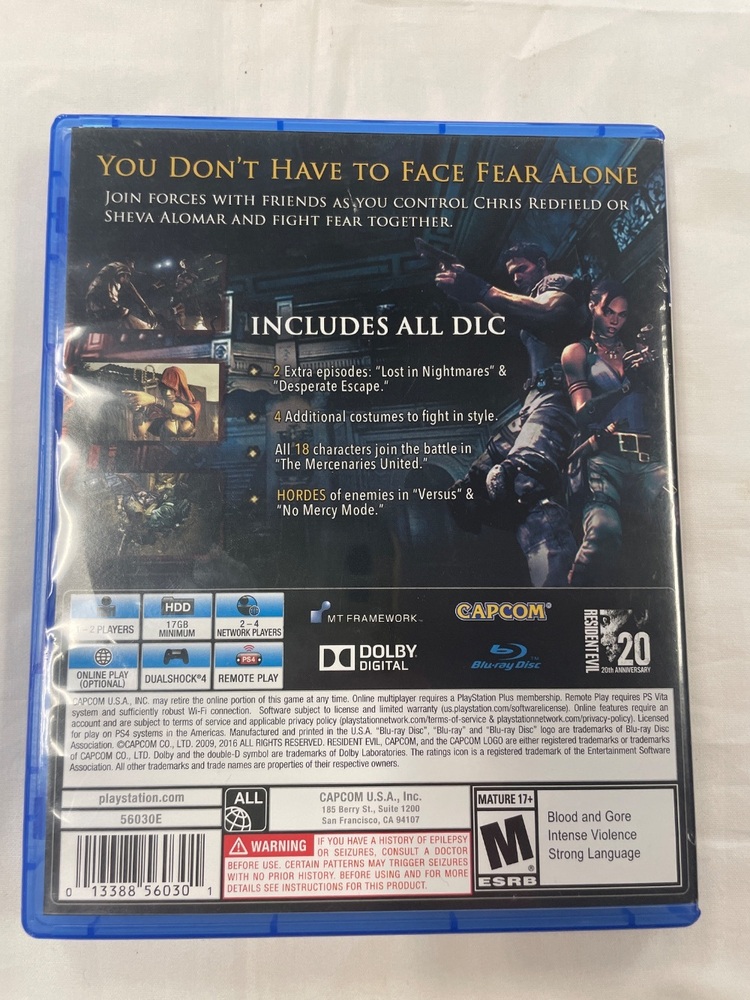 YOU DON'T HAVE TO FACE FEAR ALONE
JOIN FORCES WITH FRIENDS AS YOU CONTROL CHRIS REDFIELD OR
SHEVA ALOMAR AND FIGHT FEAR TOGETHER.
INCLUDES ALL DLC
2 Extra episodes: "Lost in Nightmares" &
"Desperate Escape."
4 Additional costumes to fight in style.
All 18 characters join the battle in
"The Mercenaries United."
HORDES of enemies in "Versus" &
"No Mercy Mode."
1-2 PLAYERS
HDD
17GB
MINIMUM
2-4
NETWORK PLAYERS
ONLINE PLAY
(OPTIONAL)
DUALSHOCK®4
PS4
REMOTE PLAY
MT FRAMEWORK™
CAPCOM®
DOLBY
DIGITAL
Blu-ray Disc™
RESIDENT EVIL
20
20th ANNIVERSARY
CAPCOM U.S.A., INC. may retire the online portion of this game at any time. Online multiplayer requires a PlayStation Plus membership. Remote Play requires PS Vita
system and sufficiently robust Wi-Fi connection. Software subject to license and limited warranty (us.playstation.com/softwarelicense). Online features require an
account and are subject to terms of service and applicable privacy policy (playstationnetwork.com/terms-of-service & playstationnetwork.com/privacy-policy). Licensed
for play on PS4 systems in the Americas. Manufactured and printed in the U.S.A. "Blu-ray Disc", "Blu-ray" and "Blu-ray Disc" logo are trademarks of Blu-ray Disc
Association. ©CAPCOM CO., LTD. 2009, 2016 ALL RIGHTS RESERVED. RESIDENT EVIL, CAPCOM, and the CAPCOM LOGO are either registered trademarks or trademarks
of CAPCOM CO., LTD. Dolby and the double-D symbol are trademarks of Dolby Laboratories. The ratings icon is a registered trademark of the Entertainment Software
Association. All other trademarks and trade names are properties of their respective owners.
playstation.com
56030E
0 13388 56030 1
ALL
CAPCOM U.S.A., Inc.
185 Berry St., Suite 1200
San Francisco, CA 94107
WARNING IF YOU HAVE A HISTORY OF EPILEPSY
OR SEIZURES, CONSULT A DOCTOR
BEFORE USE. CERTAIN PATTERNS MAY TRIGGER SEIZURES
WITH NO PRIOR HISTORY. BEFORE USING AND FOR MORE
DETAILS SEE INSTRUCTIONS FOR THIS PRODUCT.
MATURE 17+
M®
ESRB
Blood and Gore
Intense Violence
Strong Language